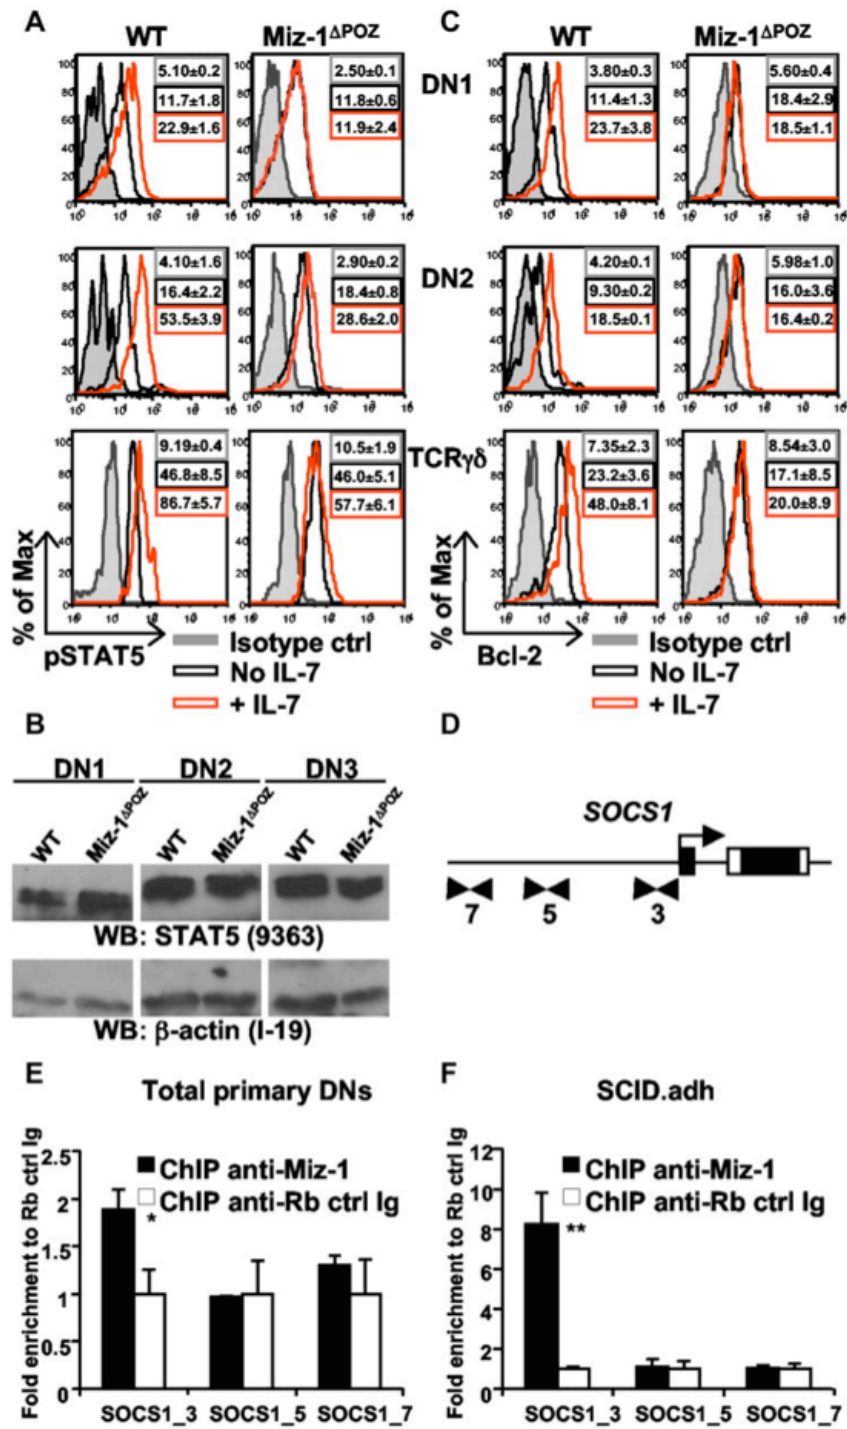 A
WT
Miz-1ΔPOZ
5.10±0.2
11.7±1.8
22.9±1.6
2.50±0.1
11.8±0.6
11.9±2.4
4.10±1.6
16.4±2.2
53.5±3.9
2.90±0.2
18.4±0.8
28.6±2.0
9.19±0.4
46.8±8.5
86.7±5.7
10.5±1.9
46.0±5.1
57.7±6.1
% of Max
pSTAT5
Isotype ctrl
No IL-7
+ IL-7
C
WT
Miz-1ΔPOZ
DN1
3.80±0.3
11.4±1.3
23.7±3.8
5.60±0.4
18.4±2.9
18.5±1.1
DN2
4.20±0.1
9.30±0.2
18.5±0.1
5.98±1.0
16.0±3.6
16.4±0.2
TCRγδ
7.35±2.3
23.2±3.6
48.0±8.1
8.54±3.0
17.1±8.5
20.0±8.9
% of Max
Bcl-2
Isotype ctrl
No IL-7
+ IL-7
B
DN1 DN2 DN3
WT Miz-1ΔPOZ WT Miz-1ΔPOZ WT Miz-1ΔPOZ
WB: STAT5 (9363)
WB: β-actin (I-19)
D
SOCS1
7 5 3
E
Total primary DNs
Fold enrichment to Rb ctrl Ig
2.5
2
1.5
1
0.5
0
ChIP anti-Miz-1
ChIP anti-Rb ctrl Ig
*
SOCS1_3 SOCS1_5 SOCS1_7
F
SCID.adh
Fold enrichment to Rb ctrl Ig
12
10
8
6
4
2
0
ChIP anti-Miz-1
ChIP anti-Rb ctrl Ig
**
SOCS1_3 SOCS1_5 SOCS1_7